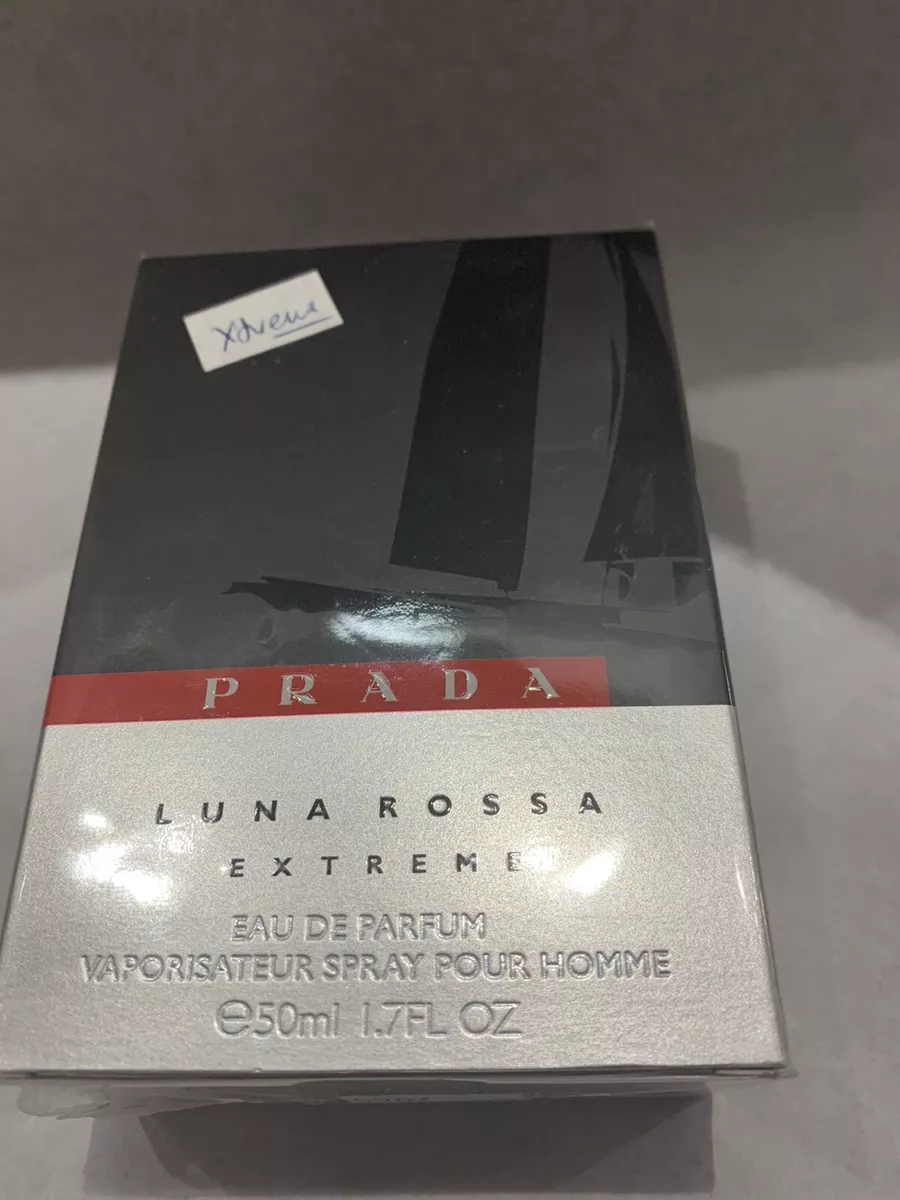 Xtreme
PRADA
LUNA ROSSA
EXTREME
EAU DE PARFUM
VAPORISATEUR SPRAY POUR HOMME
℮50ml 1.7FL OZ